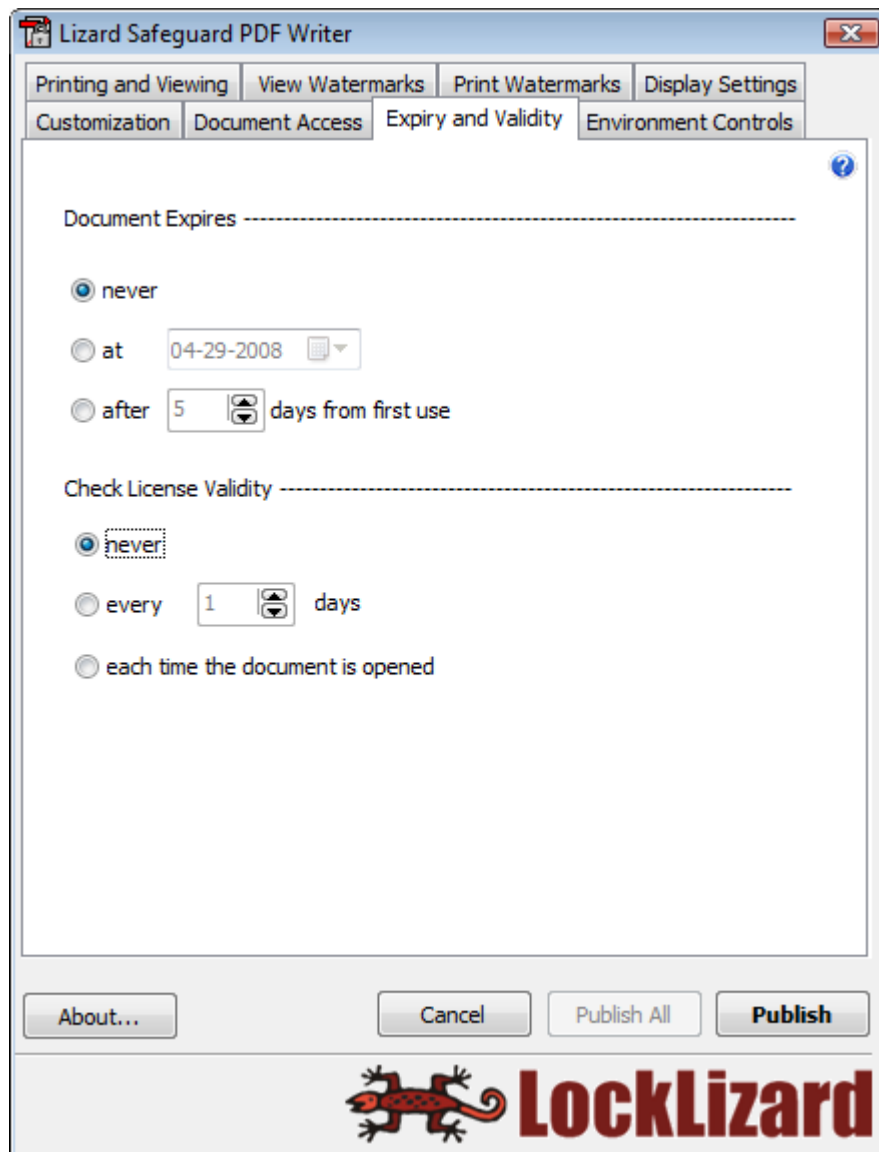 Lizard Safeguard PDF Writer
Printing and Viewing View Watermarks Print Watermarks Display Settings
Customization Document Access Expiry and Validity Environment Controls
Document Expires
never
at 04-29-2008
after 5 days from first use
Check License Validity
never
every 1 days
each time the document is opened
About... Cancel Publish All Publish
LockLizard